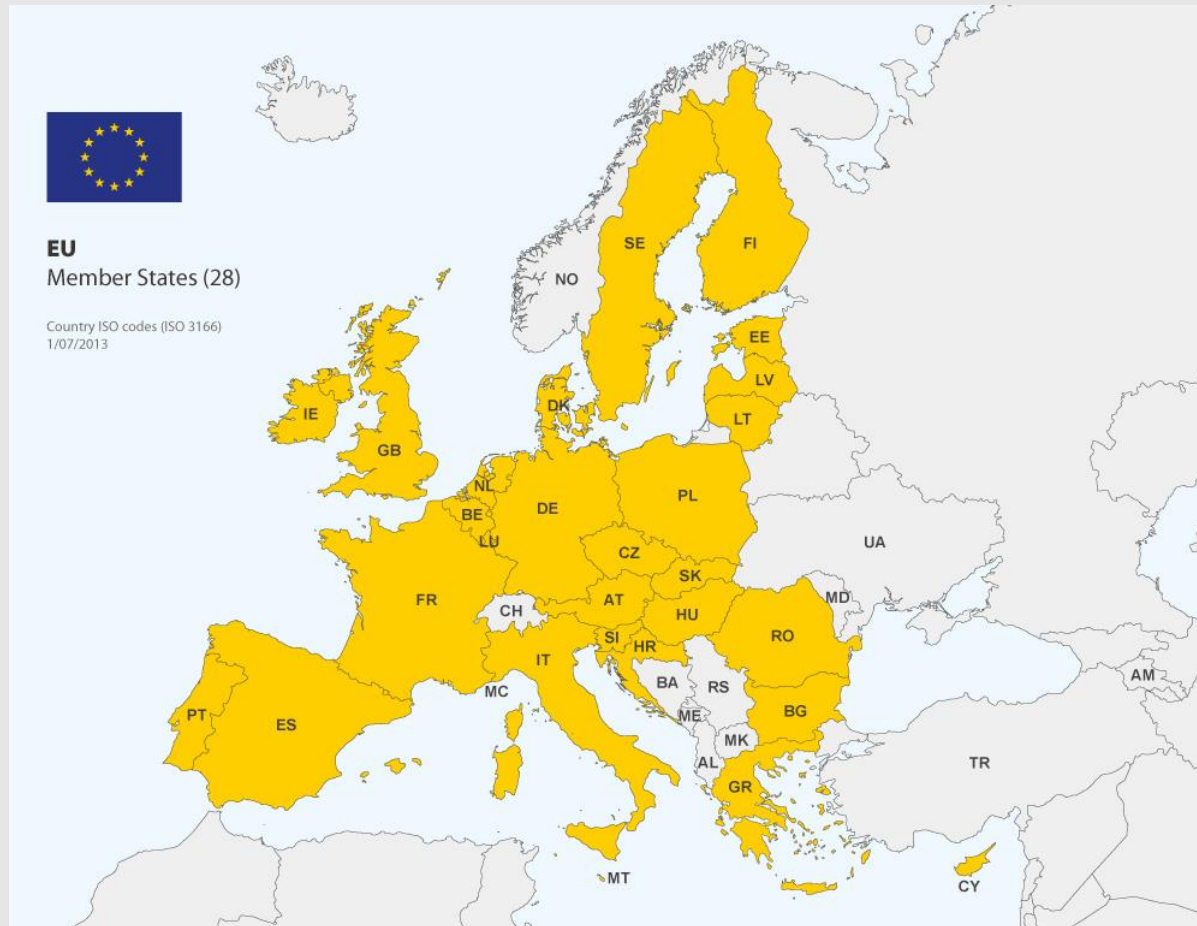 EU
Member States (28)
Country ISO codes (ISO 3166)
1/07/2013
SE
FI
NO
EE
LV
DK
IE
LT
GB
NL
PL
DE
BE
LU
UA
CZ
SK
FR
AT
MD
CH
HU
SI
RO
HR
IT
AM
BA
RS
MC
PT
ME
BG
ES
MK
AL
TR
GR
MT
CY